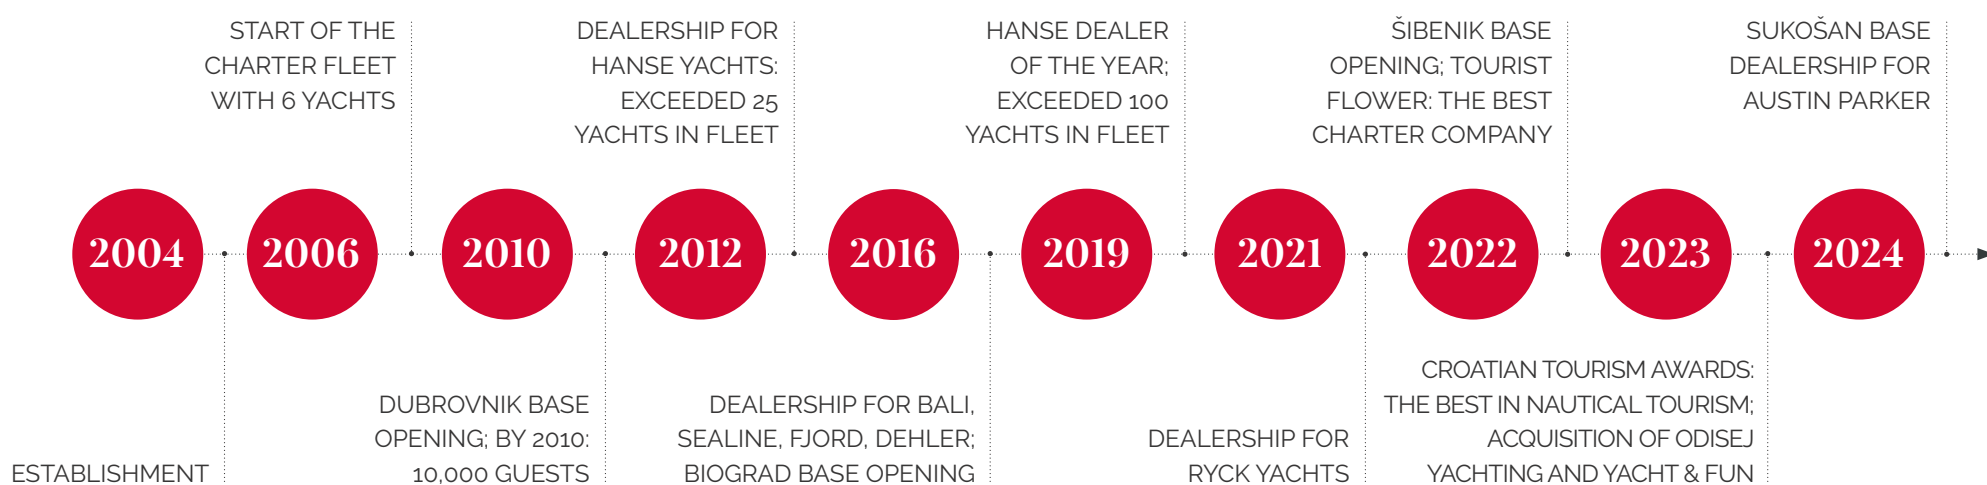 START OF THE
CHARTER FLEET
WITH 6 YACHTS
DEALERSHIP FOR
HANSE YACHTS:
EXCEEDED 25
YACHTS IN FLEET
HANSE DEALER
OF THE YEAR;
EXCEEDED 100
YACHTS IN FLEET
ŠIBENIK BASE
OPENING; TOURIST
FLOWER: THE BEST
CHARTER COMPANY
SUKOŠAN BASE
DEALERSHIP FOR
AUSTIN PARKER
2004
2006
2010
2012
2016
2019
2021
2022
2023
2024
ESTABLISHMENT
DUBROVNIK BASE
OPENING; BY 2010:
10,000 GUESTS
DEALERSHIP FOR BALI,
SEALINE, FJORD, DEHLER;
BIOGRAD BASE OPENING
DEALERSHIP FOR
RYCK YACHTS
CROATIAN TOURISM AWARDS:
THE BEST IN NAUTICAL TOURISM;
ACQUISITION OF ODISEJ
YACHTING AND YACHT & FUN